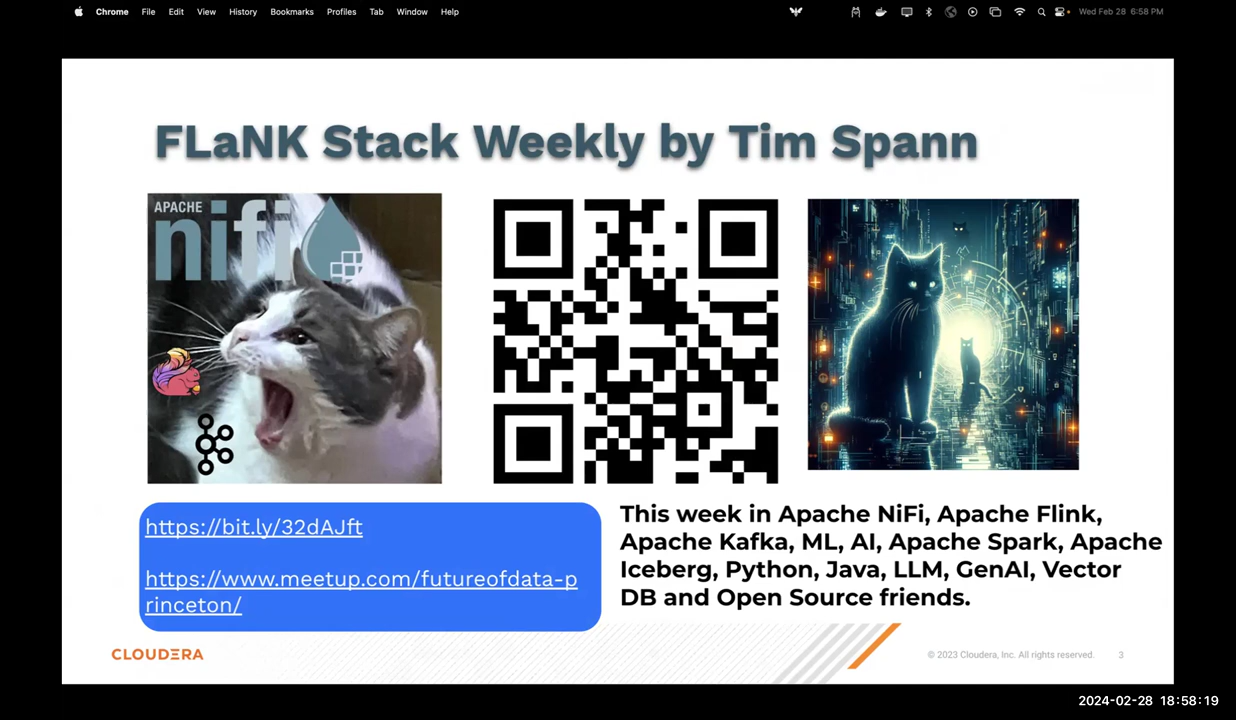 Chrome File Edit View History Bookmarks Profiles Tab Window Help Wed Feb 28 6:58 PM
FLaNK Stack Weekly by Tim Spann
APACHE
nifi
https://bit.ly/32dAJft
https://www.meetup.com/futureofdata-p
rinceton/
This week in Apache NiFi, Apache Flink,
Apache Kafka, ML, AI, Apache Spark, Apache
Iceberg, Python, Java, LLM, GenAI, Vector
DB and Open Source friends.
CLOUDERA
© 2023 Cloudera, Inc. All rights reserved. 3
2024-02-28 18:58:19